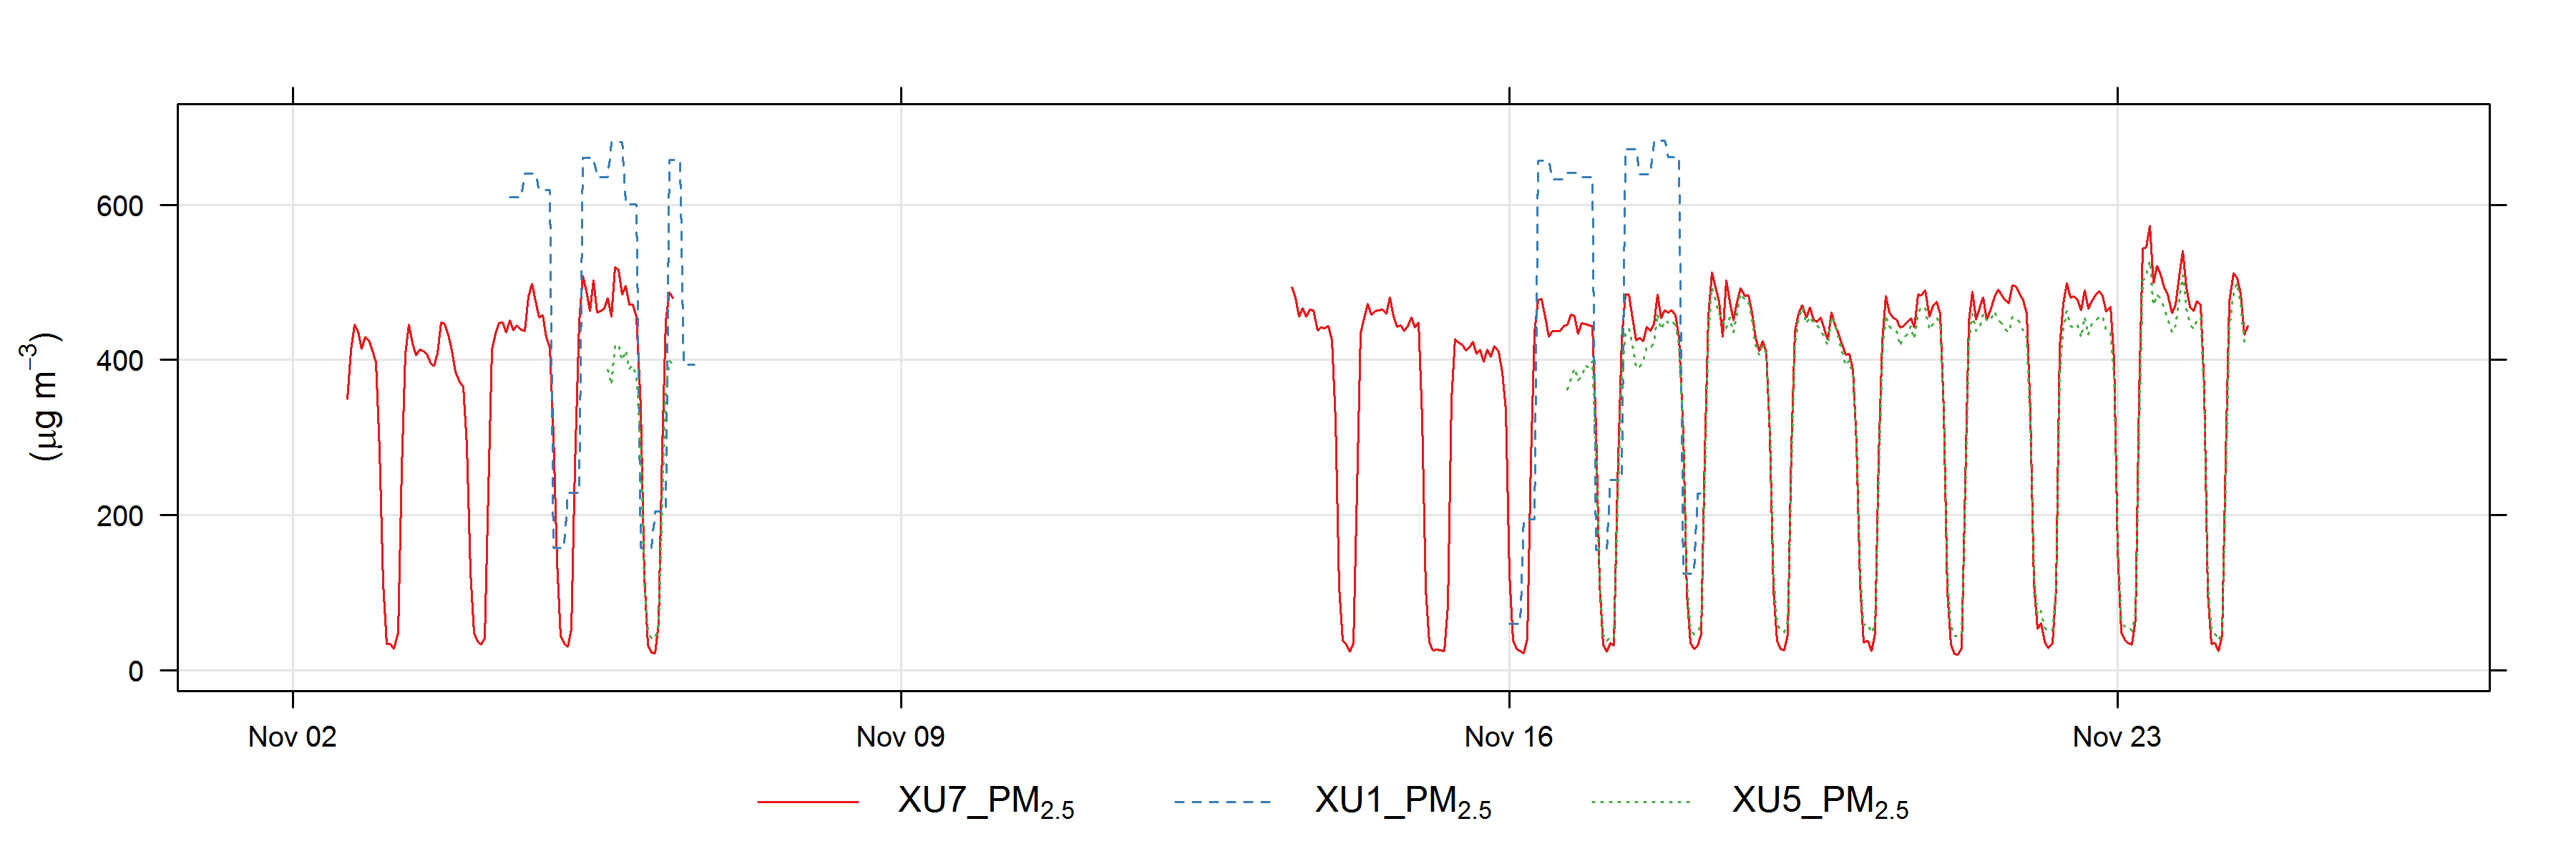 (µg m⁻³)
600
400
200
0
Nov 02 Nov 09 Nov 16 Nov 23
XU7_PM₂.₅ XU1_PM₂.₅ XU5_PM₂.₅